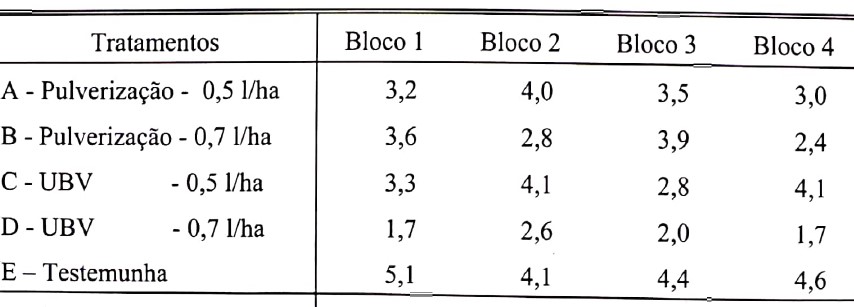 Tratamentos Bloco 1 Bloco 2 Bloco 3 Bloco 4
A - Pulverização - 0,5 l/ha 3,2 4,0 3,5 3,0
B - Pulverização - 0,7 l/ha 3,6 2,8 3,9 2,4
C - UBV - 0,5 l/ha 3,3 4,1 2,8 4,1
D - UBV - 0,7 l/ha 1,7 2,6 2,0 1,7
E – Testemunha 5,1 4,1 4,4 4,6